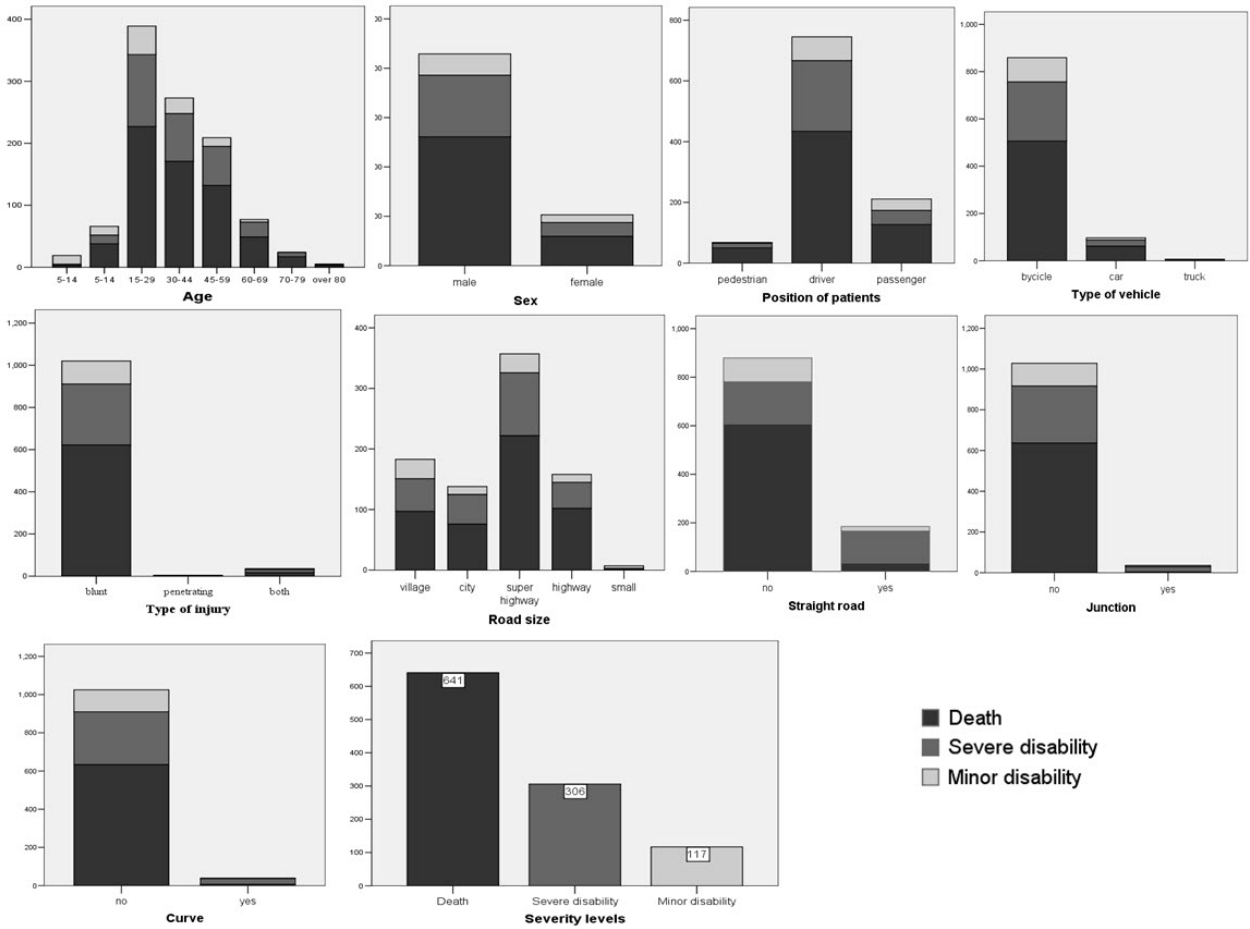 400
300
200
100
0
5-14 5-14 15-29 30-44 45-59 60-69 70-79 over 80
Age
00
00
00
0
male female
Sex
800
600
400
200
0
pedestrian driver passenger
Position of patients
1,000
800
600
400
200
0
bycicle car truck
Type of vehicle
1,200
1,000
800
600
400
200
0
blunt penetrating both
Type of injury
400
300
200
100
0
village city super highway small
highway
Road size
1,000
800
600
400
200
0
no yes
Straight road
1,200
1,000
800
600
400
200
0
no yes
Junction
1,200
1,000
800
600
400
200
0
no yes
Curve
700
600
500
400
300
200
100
0
641
306
117
Death Severe disability Minor disability
Severity levels
Death
Severe disability
Minor disability